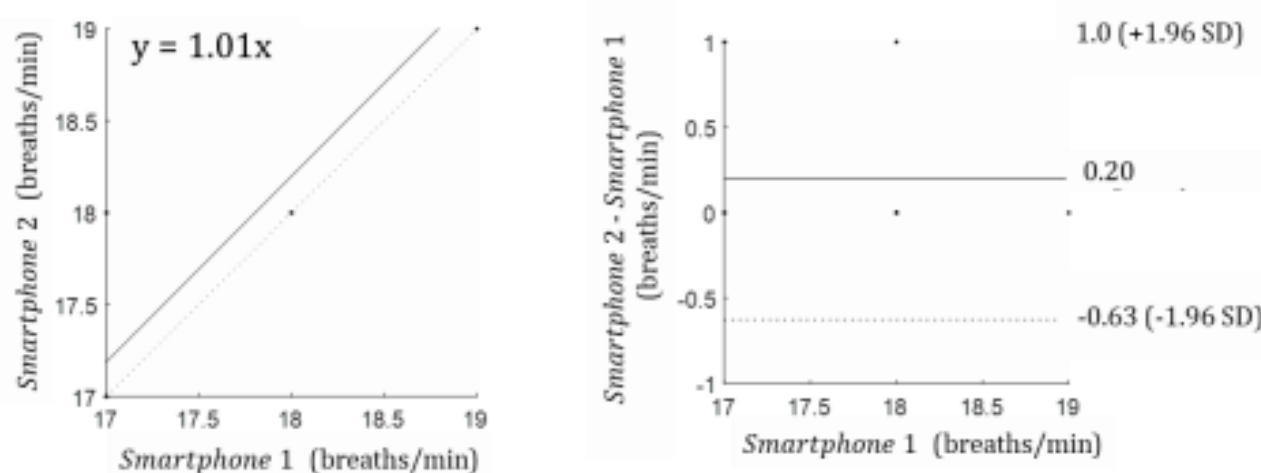 y = 1.01x
Smartphone 2 (breaths/min)
19
18.5
18
17.5
17
17
17.5
18
18.5
19
Smartphone 1 (breaths/min)
Smartphone 2 - Smartphone 1
(breaths/min)
1
0.5
0
-0.5
-1
17
17.5
18
18.5
19
Smartphone 1 (breaths/min)
1.0 (+1.96 SD)
0.20
-0.63 (-1.96 SD)